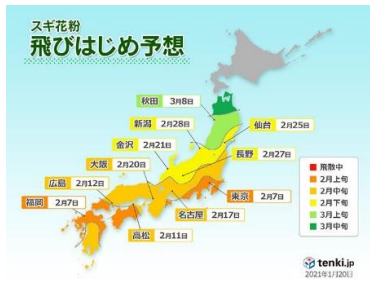 スギ花粉
飛びはじめ予想
秋田 3月8日
新潟 2月28日
仙台 2月25日
金沢 2月21日
長野 2月27日
大阪 2月20日
広島 2月12日
福岡 2月7日
東京 2月7日
名古屋 2月17日
高松 2月11日
飛散中
2月上旬
2月中旬
2月下旬
3月上旬
3月中旬
tenki.jp
2021年1月20日